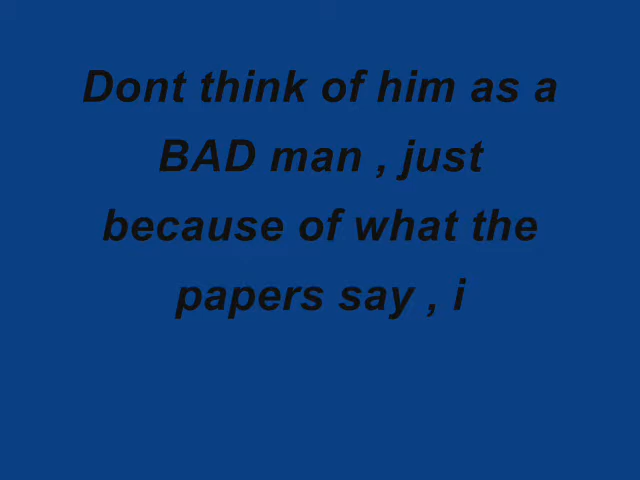 Dont think of him as a
BAD man , just
because of what the
papers say , i